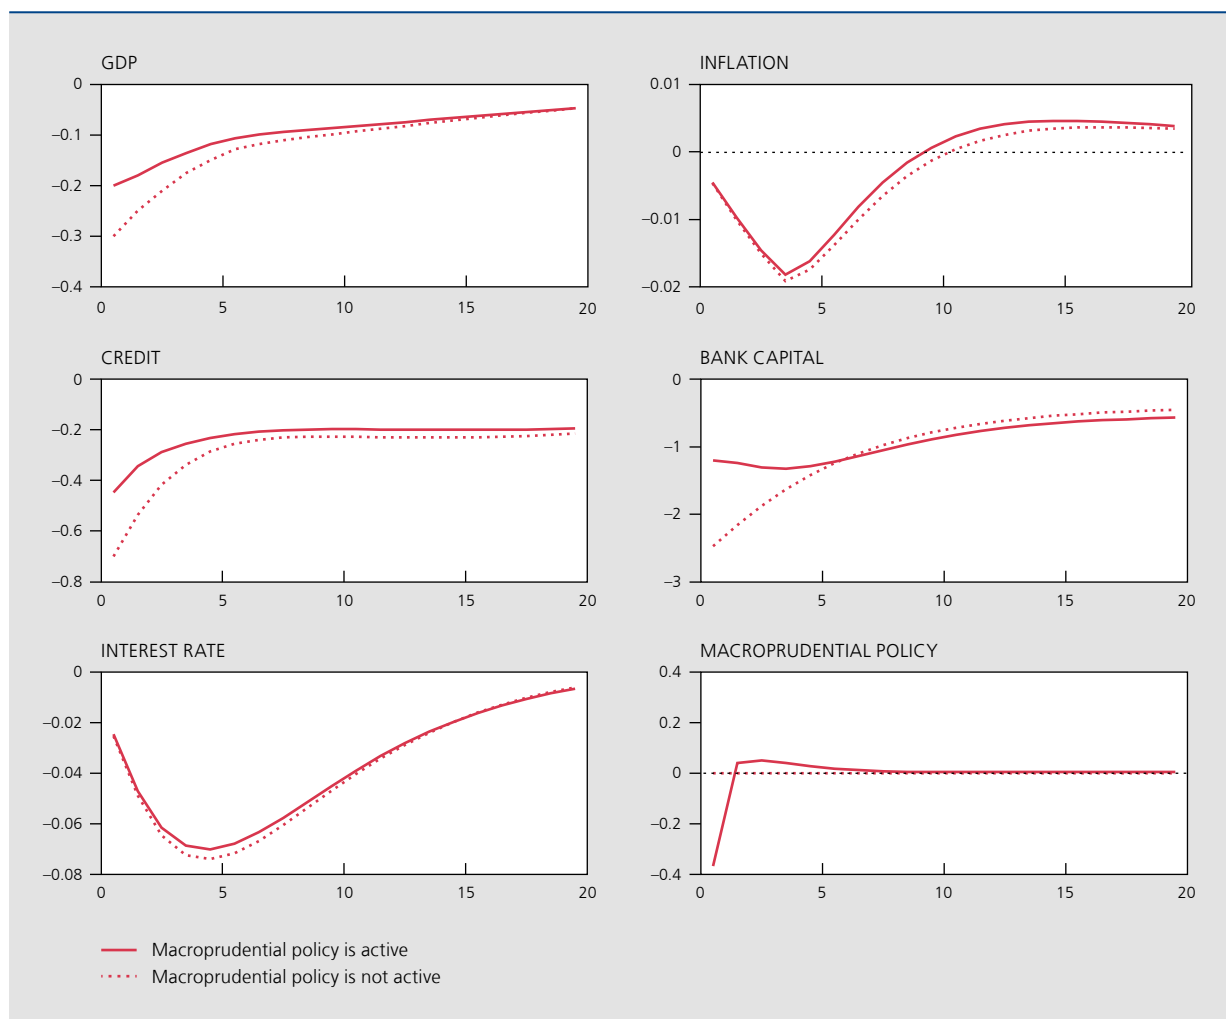 GDP
0
–0.1
–0.2
–0.3
–0.4
0 5 10 15 20
INFLATION
0.01
0
–0.01
–0.02
0 5 10 15 20
CREDIT
0
–0.2
–0.4
–0.6
–0.8
0 5 10 15 20
BANK CAPITAL
0
–1
–2
–3
0 5 10 15 20
INTEREST RATE
0
–0.02
–0.04
–0.06
–0.08
0 5 10 15 20
MACROPRUDENTIAL POLICY
0.4
0.2
0
–0.2
–0.4
0 5 10 15 20
Macroprudential policy is active
Macroprudential policy is not active